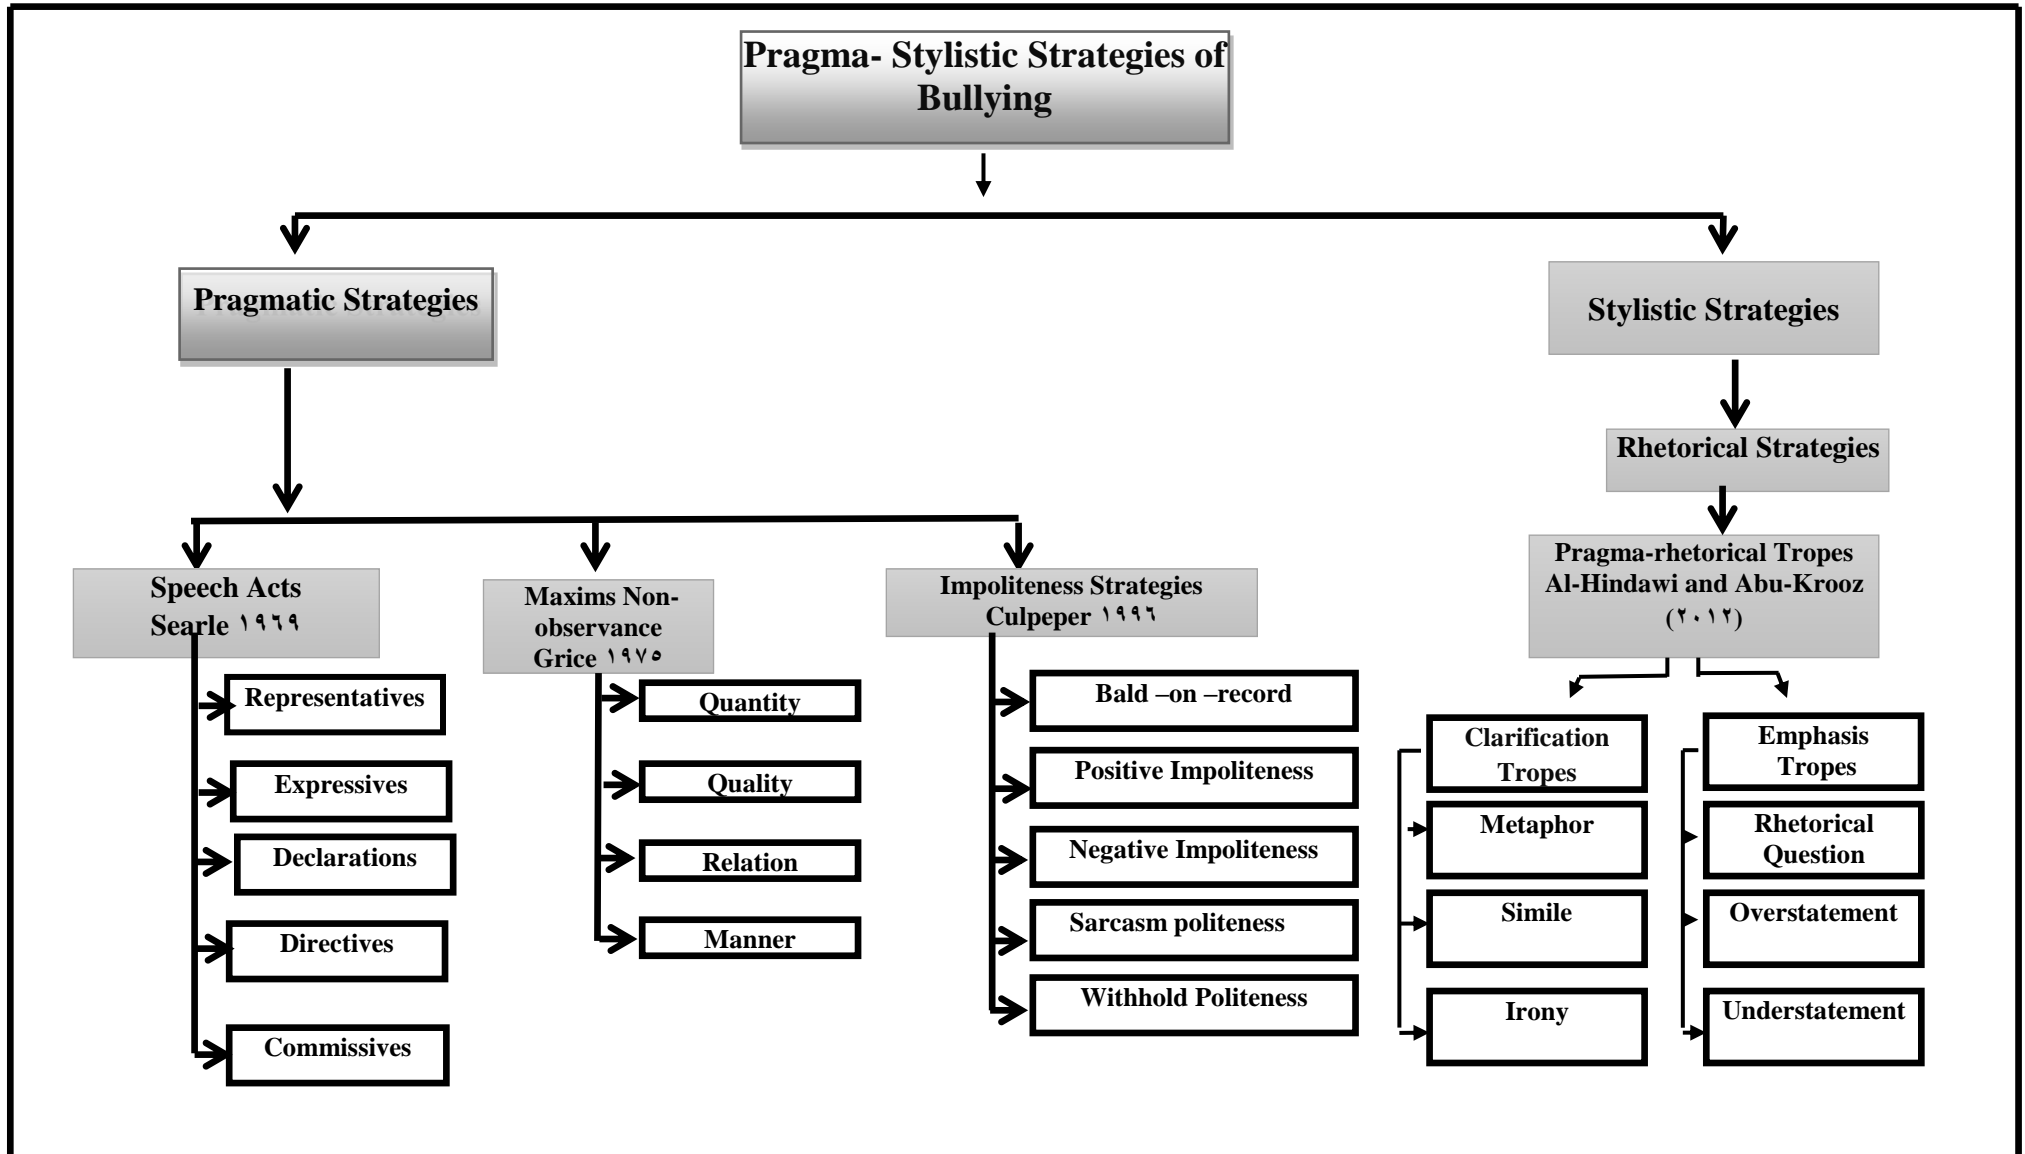 Pragma- Stylistic Strategies of
Bullying
Pragmatic Strategies
Stylistic Strategies
Rhetorical Strategies
Pragma-rhetorical Tropes
Al-Hindawi and Abu-Krooz
(٢٠١٢)
Speech Acts
Searle ١٩٦٩
Representatives
Expressives
Declarations
Directives
Commissives
Maxims Non-
observance
Grice ١٩٧٥
Quantity
Quality
Relation
Manner
Impoliteness Strategies
Culpeper ١٩٩٦
Bald –on –record
Positive Impoliteness
Negative Impoliteness
Sarcasm politeness
Withhold Politeness
Clarification
Tropes
Metaphor
Simile
Irony
Emphasis
Tropes
Rhetorical
Question
Overstatement
Understatement